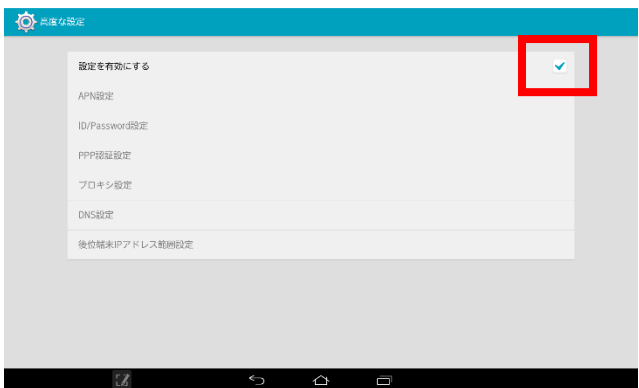 高度な設定
設定を有効にする
APN設定
ID/Password設定
PPP認証設定
プロキシ設定
DNS設定
後位端末IPアドレス範囲設定